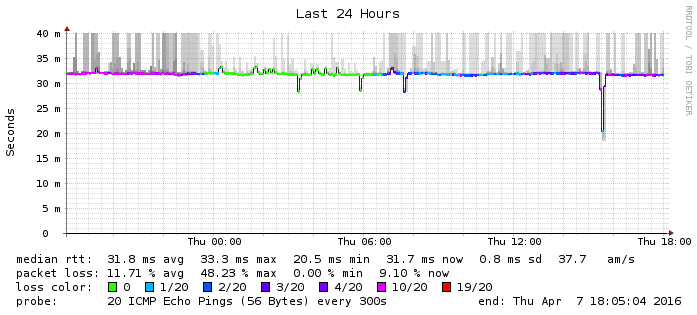 Last 24 Hours
RRDTOOL / TOBI OETIKER
Seconds
40 m
35 m
30 m
25 m
20 m
15 m
10 m
5 m
0
Thu 00:00 Thu 06:00 Thu 12:00 Thu 18:00
median rtt: 31.8 ms avg 33.3 ms max 20.5 ms min 31.7 ms now 0.8 ms sd 37.7 am/s
packet loss: 11.71 % avg 48.23 % max 0.00 % min 9.10 % now
loss color: 0 1/20 2/20 3/20 4/20 10/20 19/20
probe: 20 ICMP Echo Pings (56 Bytes) every 300s end: Thu Apr 7 18:05:04 2016